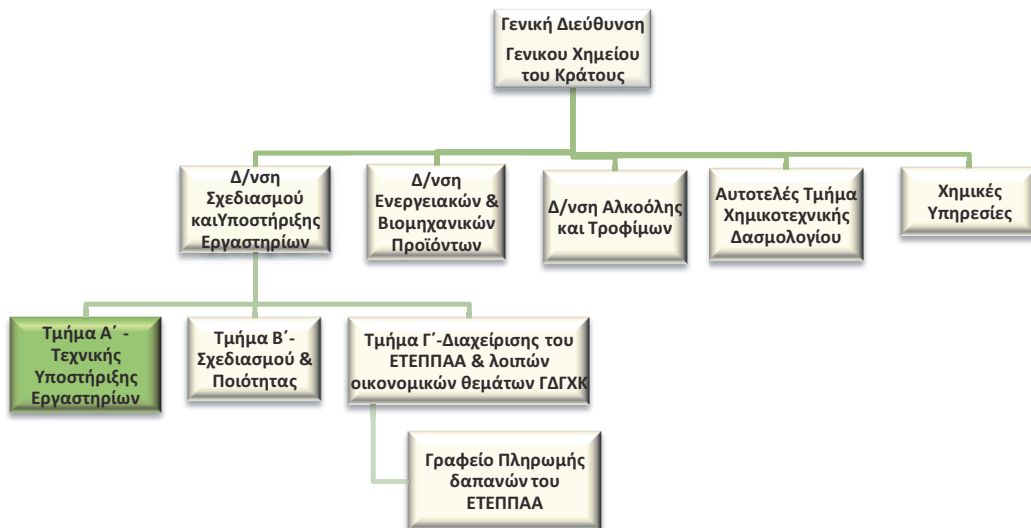 Γενική Διεύθυνση
Γενικου Χημείου
του Κράτους
Δ/νση
Σχεδιασμού
καιΥποστήριξης
Εργαστηρίων
Δ/νση
Ενεργειακών &
Βιομηχανικών
Προϊόντων
Δ/νση Αλκοόλης
και Τροφίμων
Αυτοτελές Τμήμα
Χημικοτεχνικής
Δασμολογίου
Χημικές
Υπηρεσίες
Τμήμα Α΄ -
Τεχνικής
Υποστήριξης
Εργαστηρίων
Τμήμα Β΄-
Σχεδιασμού &
Ποιότητας
Τμήμα Γ΄-Διαχείρισης του
ΕΤΕΠΠΑΑ & λοιπών
οικονομικών θεμάτων ΓΔΓΧΚ
Γραφείο Πληρωμής
δαπανών του
ΕΤΕΠΠΑΑ